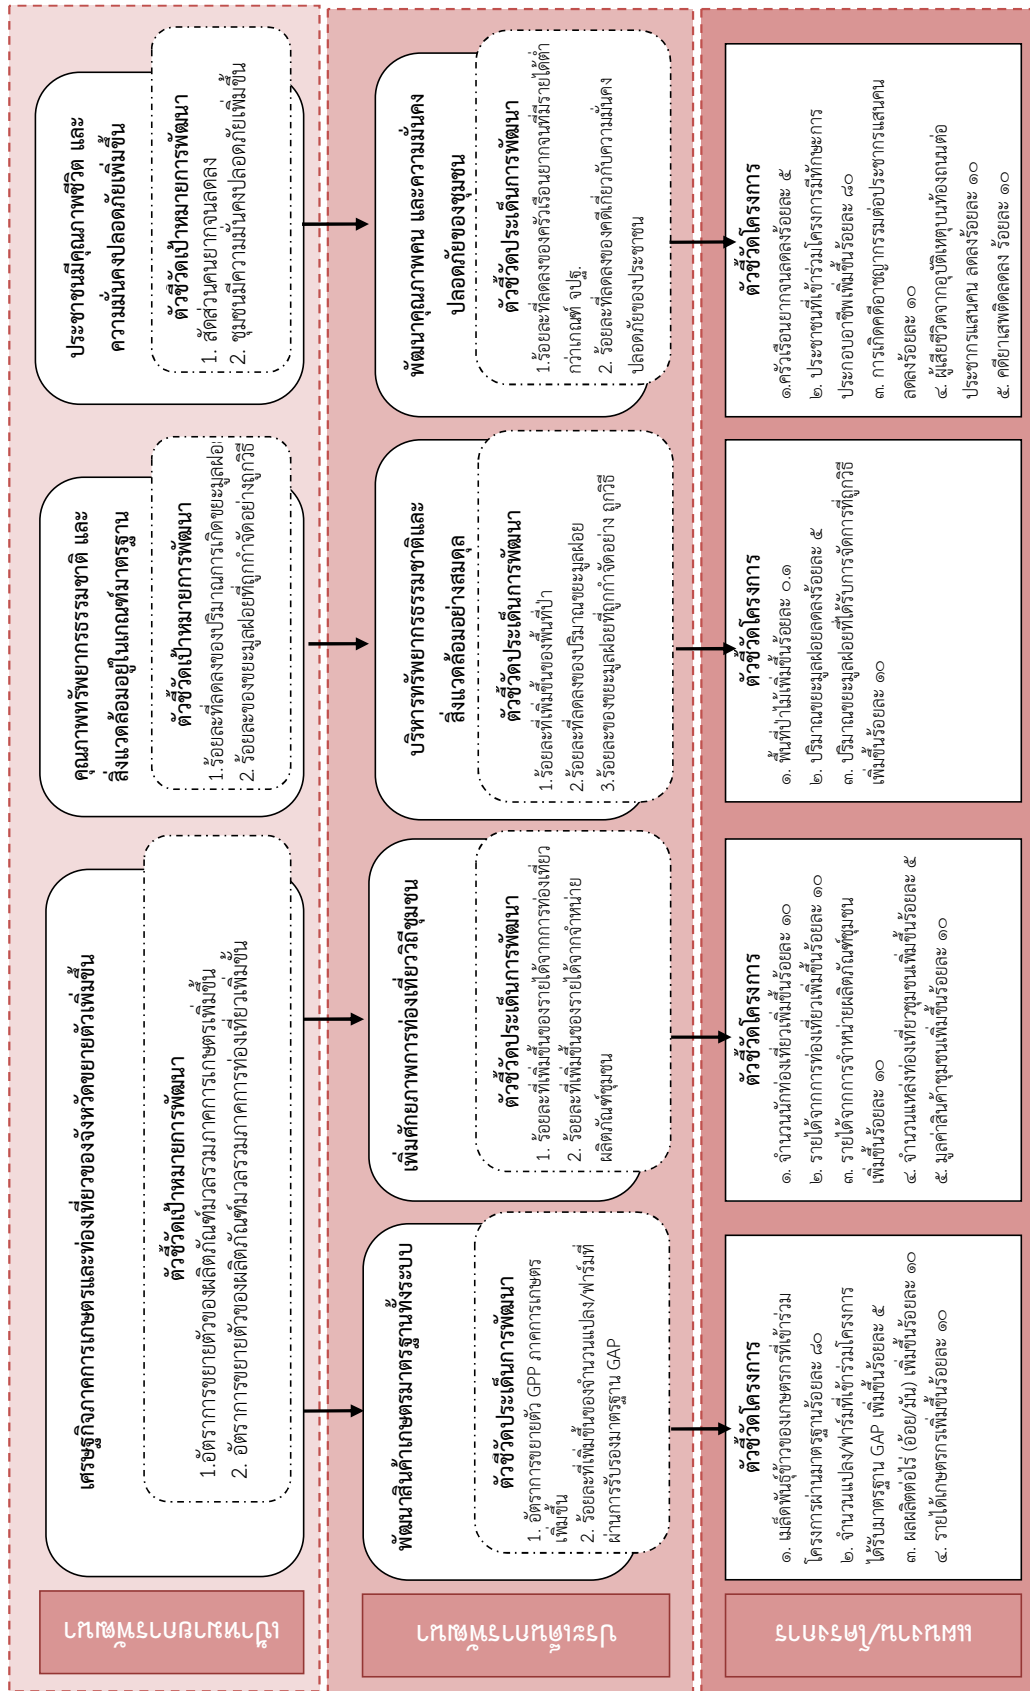 เป้าหมายการพัฒนา
เศรษฐกิจภาคการเกษตรและท่องเที่ยวของจังหวัดขยายตัวเพิ่มขึ้น
ตัวชี้วัดเป้าหมายการพัฒนา
1.อัตราการขยายตัวของผลิตภัณฑ์มวลรวมภาคการเกษตรเพิ่มขึ้น
2. อัตราการขยายตัวของผลิตภัณฑ์มวลรวมภาคการท่องเที่ยวเพิ่มขึ้น
คุณภาพทรัพยากรธรรมชาติ และ
สิ่งแวดล้อมอยู่ในเกณฑ์มาตรฐาน
ตัวชี้วัดเป้าหมายการพัฒนา
1.ร้อยละที่ลดลงของปริมาณการเกิดขยะมูลฝอย
2. ร้อยละของขยะมูลฝอยที่ถูกกำจัดอย่างถูกวิธี
ประชาชนมีคุณภาพชีวิต และ
ความมั่นคงปลอดภัยเพิ่มขึ้น
ตัวชี้วัดเป้าหมายการพัฒนา
1. สัดส่วนคนยากจนลดลง
2. ชุมชนมีความมั่นคงปลอดภัยเพิ่มขึ้น
ประเด็นการพัฒนา
พัฒนาสินค้าเกษตรมาตรฐานทั้งระบบ
ตัวชี้วัดประเด็นการพัฒนา
1. อัตราการขยายตัว GPP ภาคการเกษตร
เพิ่มขึ้น
2. ร้อยละที่เพิ่มขึ้นของจำนวนแปลง/ฟาร์มที่
ผ่านการรับรองมาตรฐาน GAP
เพิ่มศักยภาพการท่องเที่ยววิถีชุมชน
ตัวชี้วัดประเด็นการพัฒนา
1. ร้อยละที่เพิ่มขึ้นของรายได้จากการท่องเที่ยว
2. ร้อยละที่เพิ่มขึ้นของรายได้จากจำหน่าย
ผลิตภัณฑ์ชุมชน
บริหารทรัพยากรธรรมชาติและ
สิ่งแวดล้อมอย่างสมดุล
ตัวชี้วัดประเด็นการพัฒนา
1.ร้อยละที่เพิ่มขึ้นของพื้นที่ป่า
2.ร้อยละที่ลดลงของปริมาณขยะมูลฝอย
3.ร้อยละของขยะมูลฝอยที่ถูกกำจัดอย่าง ถูกวิธี
พัฒนาคุณภาพคน และความมั่นคง
ปลอดภัยของชุมชน
ตัวชี้วัดประเด็นการพัฒนา
1.ร้อยละที่ลดลงของครัวเรือนยากจนที่มีรายได้ต่ำ
กว่าเกณฑ์ จปฐ.
2. ร้อยละที่ลดลงของคดีเกี่ยวกับความมั่นคง
ปลอดภัยของประชาชน
แผนงาน/โครงการ
ตัวชี้วัดโครงการ
๑. เมล็ดพันธุ์ข้าวของเกษตรกรที่เข้าร่วม
โครงการผ่านมาตรฐานร้อยละ ๘๐
๒. จำนวนแปลง/ฟาร์มที่เข้าร่วมโครงการ
ได้รับมาตรฐาน GAP เพิ่มขึ้นร้อยละ ๕
๓. ผลผลิตต่อไร่ (อ้อย/มัน) เพิ่มขึ้นร้อยละ ๑๐
๔. รายได้เกษตรกรเพิ่มขึ้นร้อยละ ๑๐
ตัวชี้วัดโครงการ
๑. จำนวนนักท่องเที่ยวเพิ่มขึ้นร้อยละ ๑๐
๒. รายได้จากการท่องเที่ยวเพิ่มขึ้นร้อยละ ๑๐
๓. รายได้จากการจำหน่ายผลิตภัณฑ์ชุมชน
เพิ่มขึ้นร้อยละ ๑๐
๔. จำนวนแหล่งท่องเที่ยวชุมชนเพิ่มขึ้นร้อยละ ๕
๕. มูลค่าสินค้าชุมชนเพิ่มขึ้นร้อยละ ๑๐
ตัวชี้วัดโครงการ
๑. พื้นที่ป่าไม้เพิ่มขึ้นร้อยละ ๐.๑
๒. ปริมาณขยะมูลฝอยลดลงร้อยละ ๕
๓. ปริมาณขยะมูลฝอยที่ได้รับการจัดการที่ถูกวิธี
เพิ่มขึ้นร้อยละ ๑๐
ตัวชี้วัดโครงการ
๑.ครัวเรือนยากจนลดลงร้อยละ ๕
๒. ประชาชนที่เข้าร่วมโครงการมีทักษะการ
ประกอบอาชีพเพิ่มขึ้นร้อยละ ๘๐
๓. การเกิดคดีอาชญากรรมต่อประชากรแสนคน
ลดลงร้อยละ ๑๐
๔. ผู้เสียชีวิตจากอุบัติเหตุบนท้องถนนต่อ
ประชากรแสนคน ลดลงร้อยละ ๑๐
๕. คดียาเสพติดลดลง ร้อยละ ๑๐